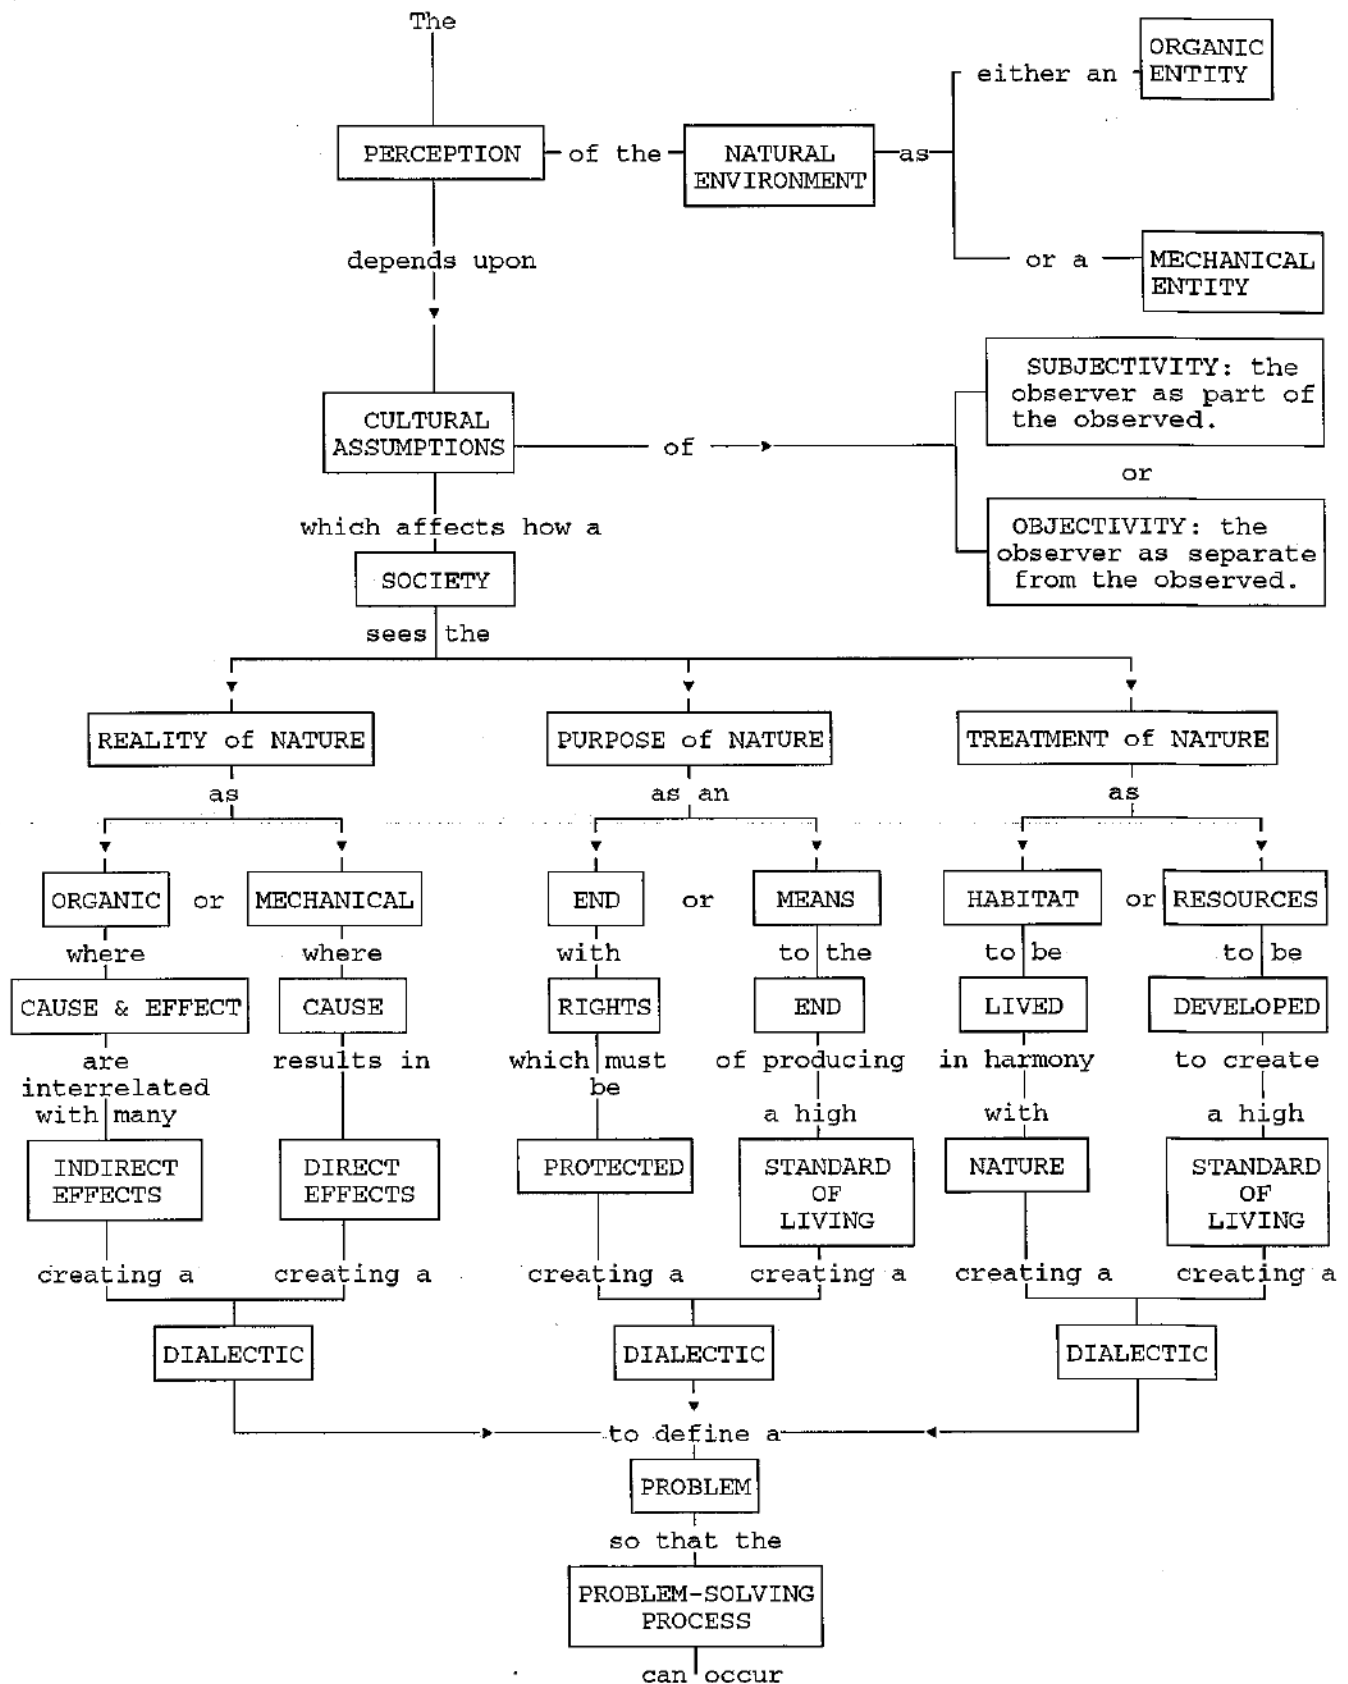 The
PERCEPTION
of the
NATURAL
ENVIRONMENT
as
either an
ORGANIC
ENTITY
or a
MECHANICAL
ENTITY
depends upon
CULTURAL
ASSUMPTIONS
of
SUBJECTIVITY: the
observer as part of
the observed.
or
OBJECTIVITY: the
observer as separate
from the observed.
which affects how a
SOCIETY
sees the
REALITY of NATURE
PURPOSE of NATURE
TREATMENT of NATURE
as
as an
as
ORGANIC
or
MECHANICAL
END
or
MEANS
HABITAT
or
RESOURCES
where
where
with
to the
to be
to be
CAUSE & EFFECT
CAUSE
RIGHTS
END
LIVED
DEVELOPED
are
interrelated
with many
results in
which must
be
of producing
a high
in harmony
with
to create
a high
INDIRECT
EFFECTS
DIRECT
EFFECTS
PROTECTED
STANDARD
OF
LIVING
NATURE
STANDARD
OF
LIVING
creating a
creating a
creating a
creating a
creating a
creating a
DIALECTIC
DIALECTIC
DIALECTIC
to define a
PROBLEM
so that the
PROBLEM-SOLVING
PROCESS
can occur